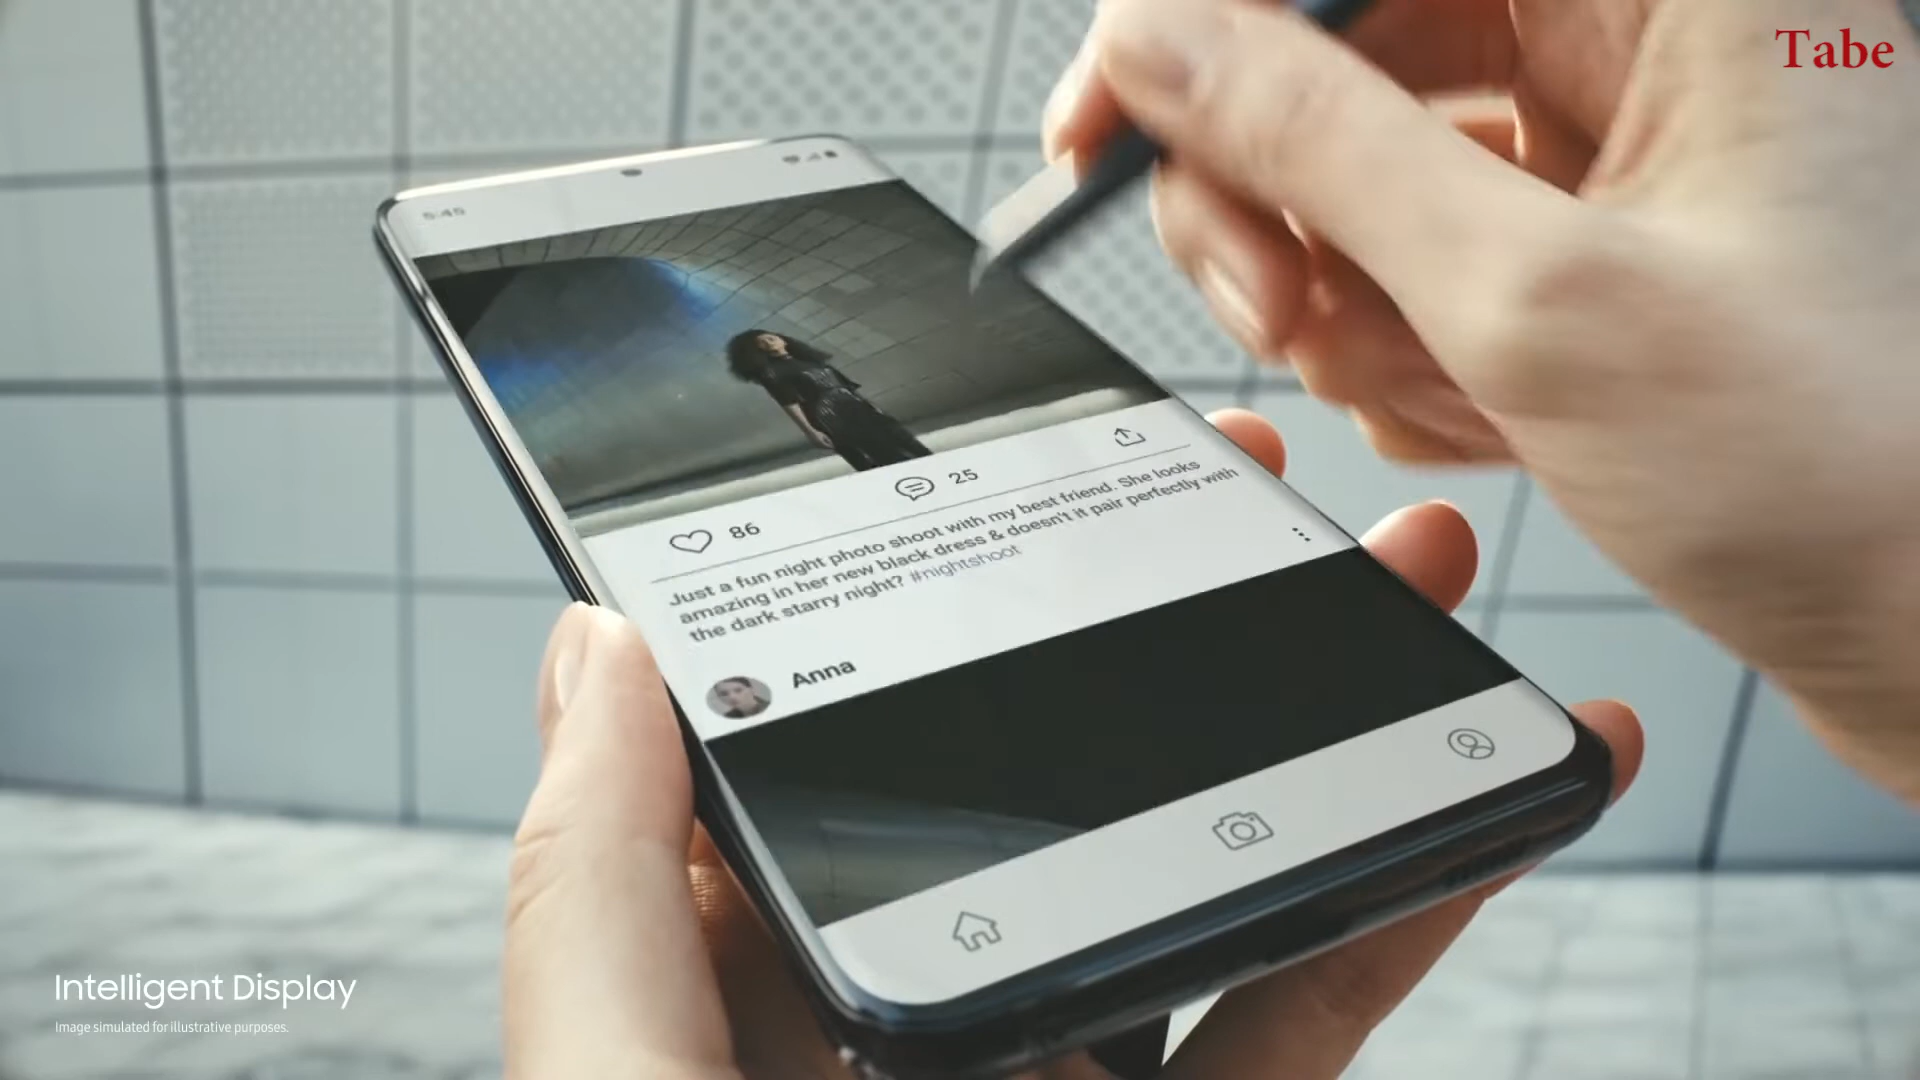 Tabe
5:45
86
25
Just a fun night photo shoot with my best friend. She looks
amazing in her new black dress & doesn't it pair perfectly with
the dark starry night? #nightshoot
Anna
Intelligent Display
Image simulated for illustrative purposes.